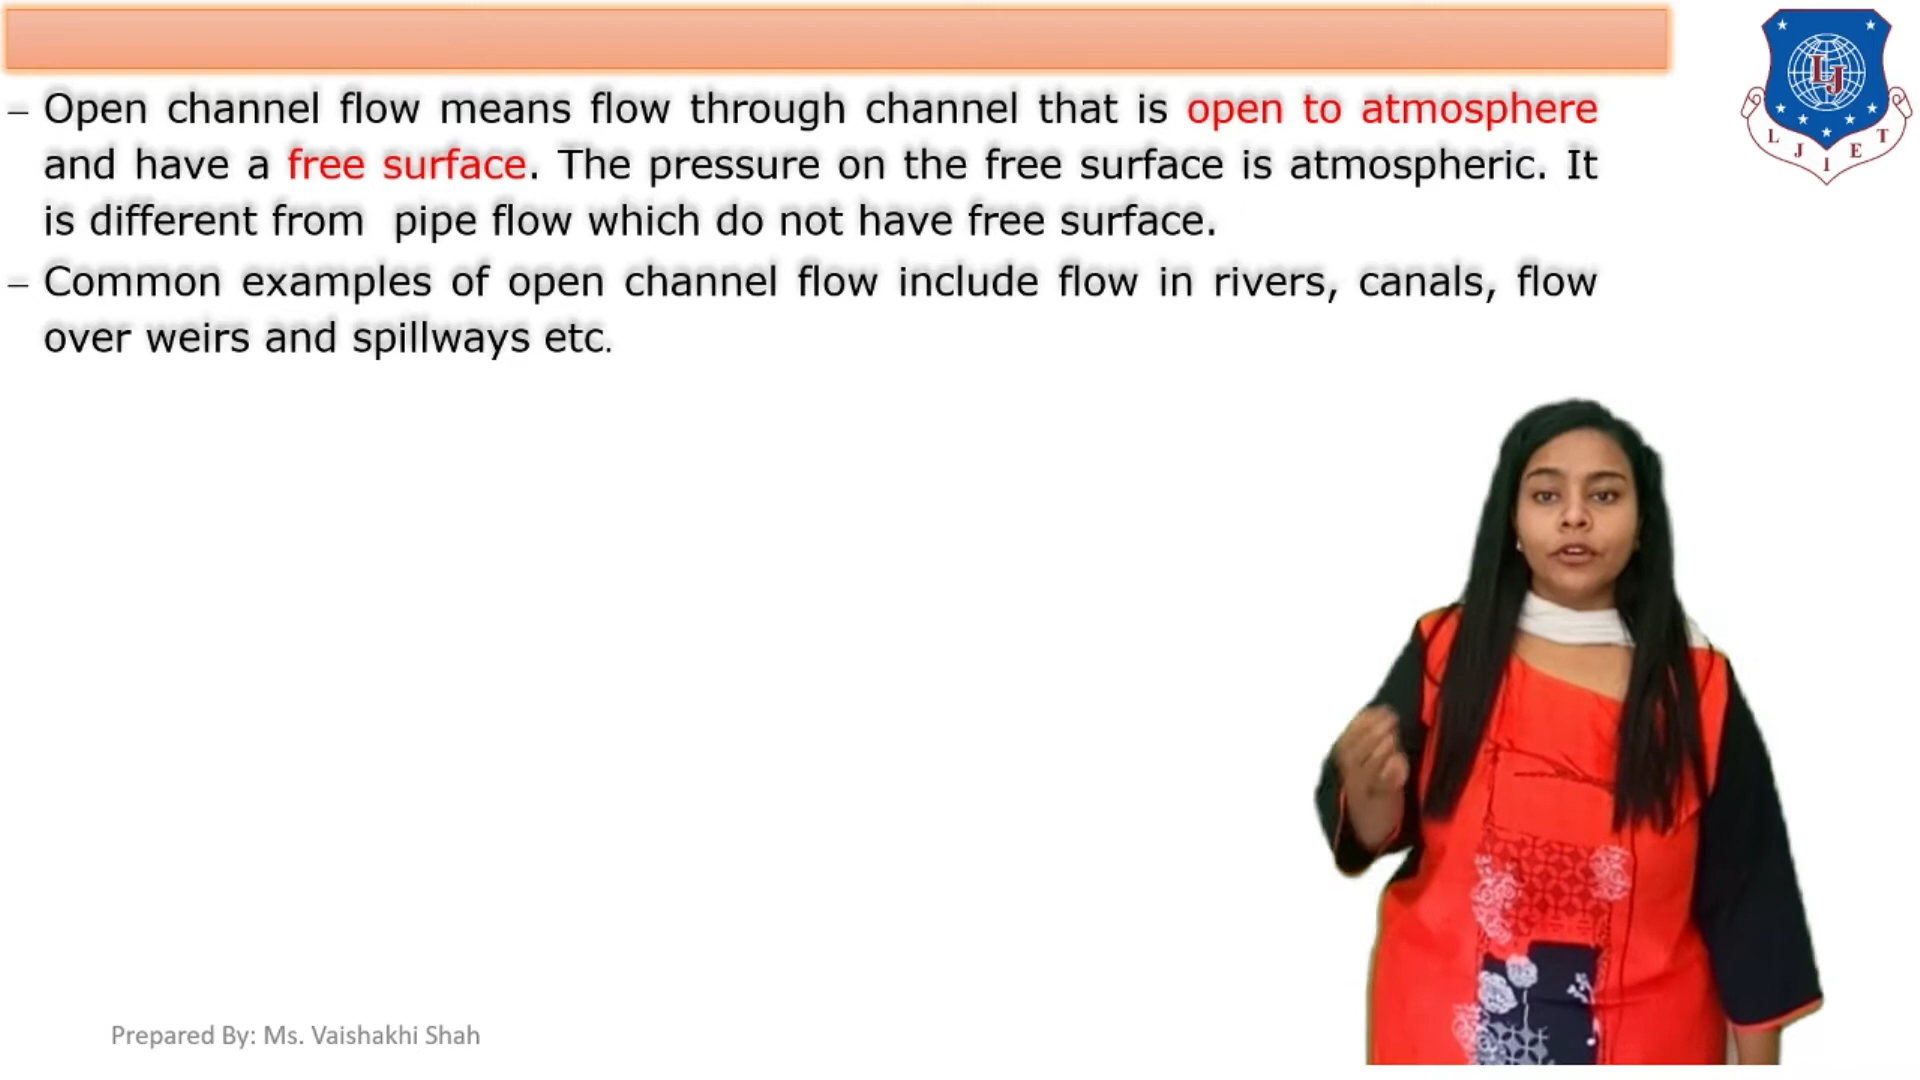 – Open channel flow means flow through channel that is open to atmosphere
and have a free surface. The pressure on the free surface is atmospheric. It
is different from pipe flow which do not have free surface.
– Common examples of open channel flow include flow in rivers, canals, flow
over weirs and spillways etc.
LJ
L J I E T
Prepared By: Ms. Vaishakhi Shah